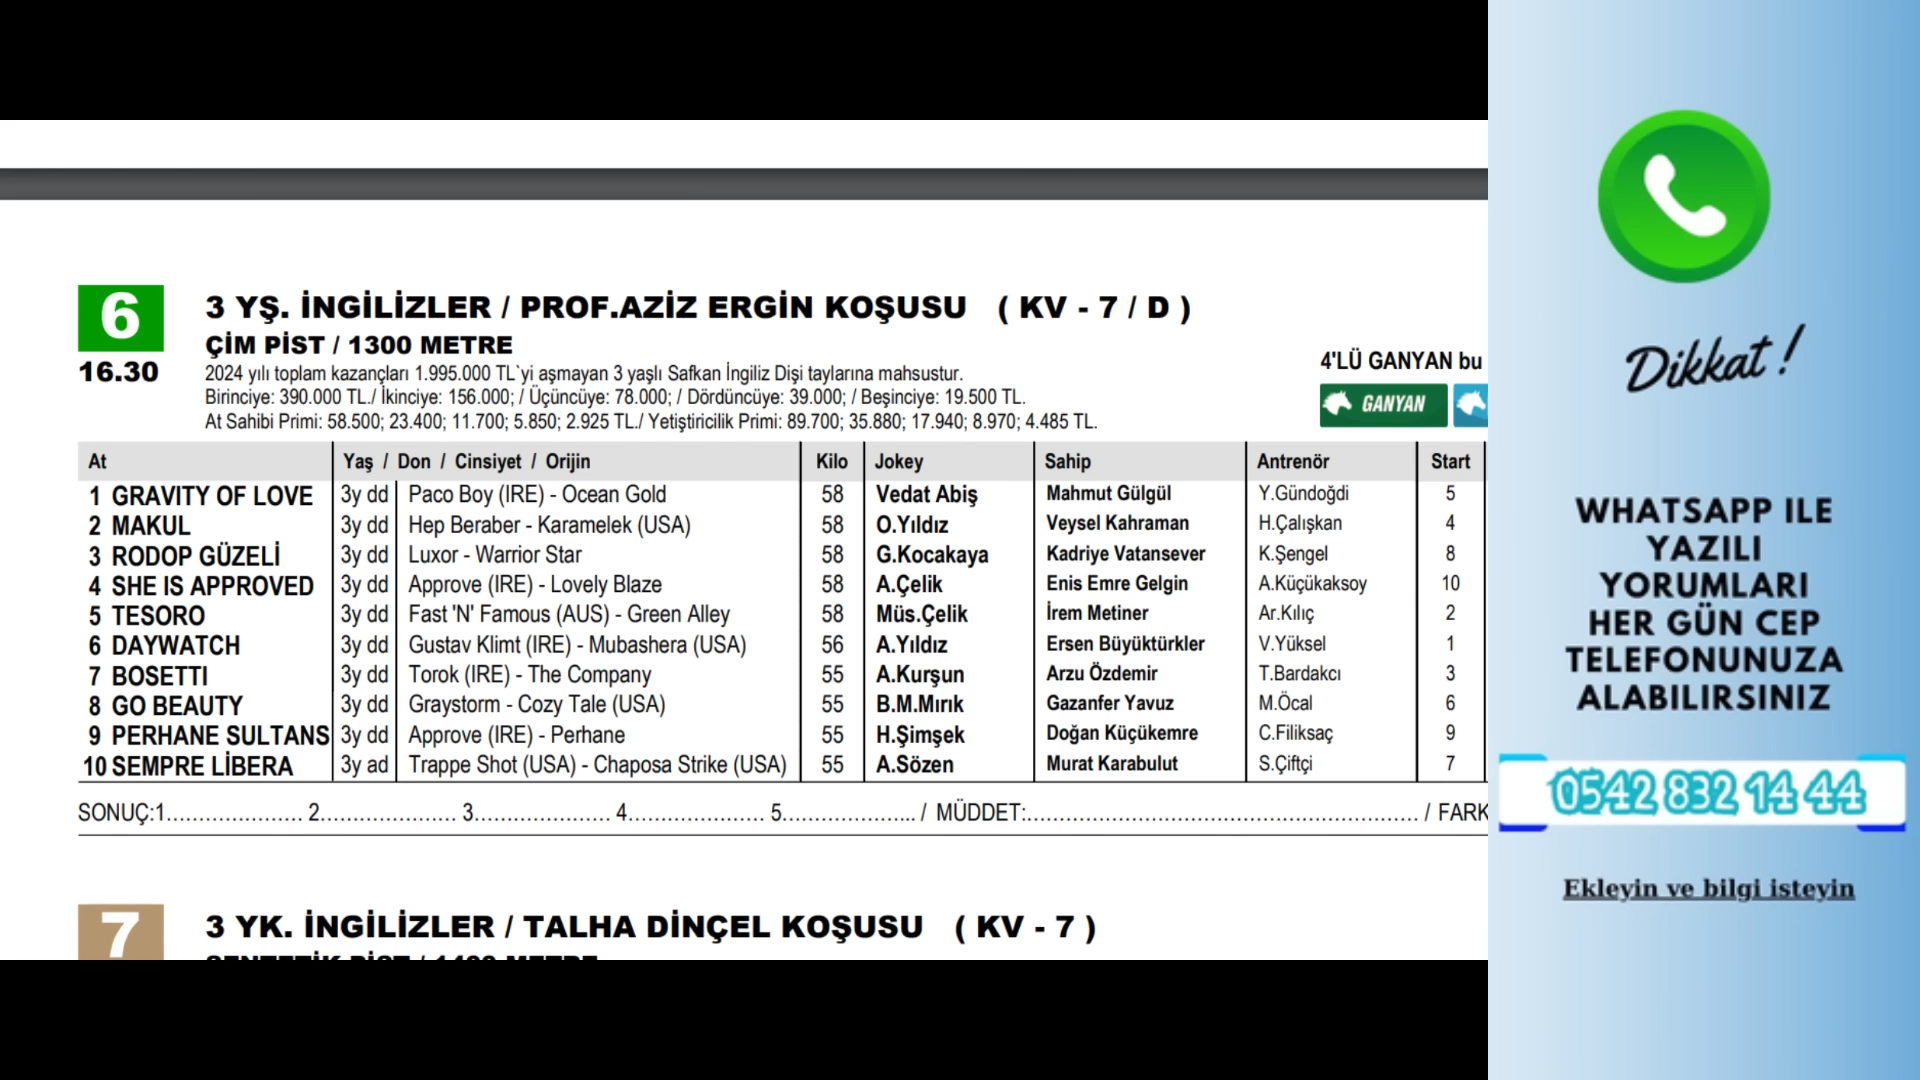 6
16.30
3 YŞ. İNGİLİZLER / PROF.AZİZ ERGİN KOŞUSU ( KV - 7 / D )
ÇİM PİST / 1300 METRE
2024 yılı toplam kazançları 1.995.000 TL`yi aşmayan 3 yaşlı Safkan İngiliz Dişi taylarına mahsustur.
Birinciye: 390.000 TL./ İkinciye: 156.000; / Üçüncüye: 78.000; / Dördüncüye: 39.000; / Beşinciye: 19.500 TL.
At Sahibi Primi: 58.500; 23.400; 11.700; 5.850; 2.925 TL./ Yetiştiricilik Primi: 89.700; 35.880; 17.940; 8.970; 4.485 TL.
4'LÜ GANYAN bu
GANYAN
At Yaş / Don / Cinsiyet / Orijin Kilo Jokey Sahip Antrenör Start
1 GRAVITY OF LOVE 3y dd Paco Boy (IRE) - Ocean Gold 58 Vedat Abiş Mahmut Gülgül Y.Gündoğdi 5
2 MAKUL 3y dd Hep Beraber - Karamelek (USA) 58 O.Yıldız Veysel Kahraman H.Çalışkan 4
3 RODOP GÜZELİ 3y dd Luxor - Warrior Star 58 G.Kocakaya Kadriye Vatansever K.Şengel 8
4 SHE IS APPROVED 3y dd Approve (IRE) - Lovely Blaze 58 A.Çelik Enis Emre Gelgin A.Küçükaksoy 10
5 TESORO 3y dd Fast 'N' Famous (AUS) - Green Alley 58 Müs.Çelik İrem Metiner Ar.Kılıç 2
6 DAYWATCH 3y dd Gustav Klimt (IRE) - Mubashera (USA) 56 A.Yıldız Ersen Büyüktürkler V.Yüksel 1
7 BOSETTI 3y dd Torok (IRE) - The Company 55 A.Kurşun Arzu Özdemir T.Bardakcı 3
8 GO BEAUTY 3y dd Graystorm - Cozy Tale (USA) 55 B.M.Mırık Gazanfer Yavuz M.Öcal 6
9 PERHANE SULTANS 3y dd Approve (IRE) - Perhane 55 H.Şimşek Doğan Küçükemre C.Filiksaç 9
10 SEMPRE LİBERA 3y ad Trappe Shot (USA) - Chaposa Strike (USA) 55 A.Sözen Murat Karabulut S.Çiftçi 7
SONUÇ:1..................... 2..................... 3..................... 4..................... 5.................... / MÜDDET:............................................................ / FARK
7
3 YK. İNGİLİZLER / TALHA DİNÇEL KOŞUSU ( KV - 7 )
SENTETİK PİST / 1400 METRE
Dikkat !
WHATSAPP ILE
YAZILI
YORUMLARI
HER GÜN CEP
TELEFONUNUZA
ALABILIRSINIZ
0542 832 14 44
Ekleyin ve bilgi isteyin